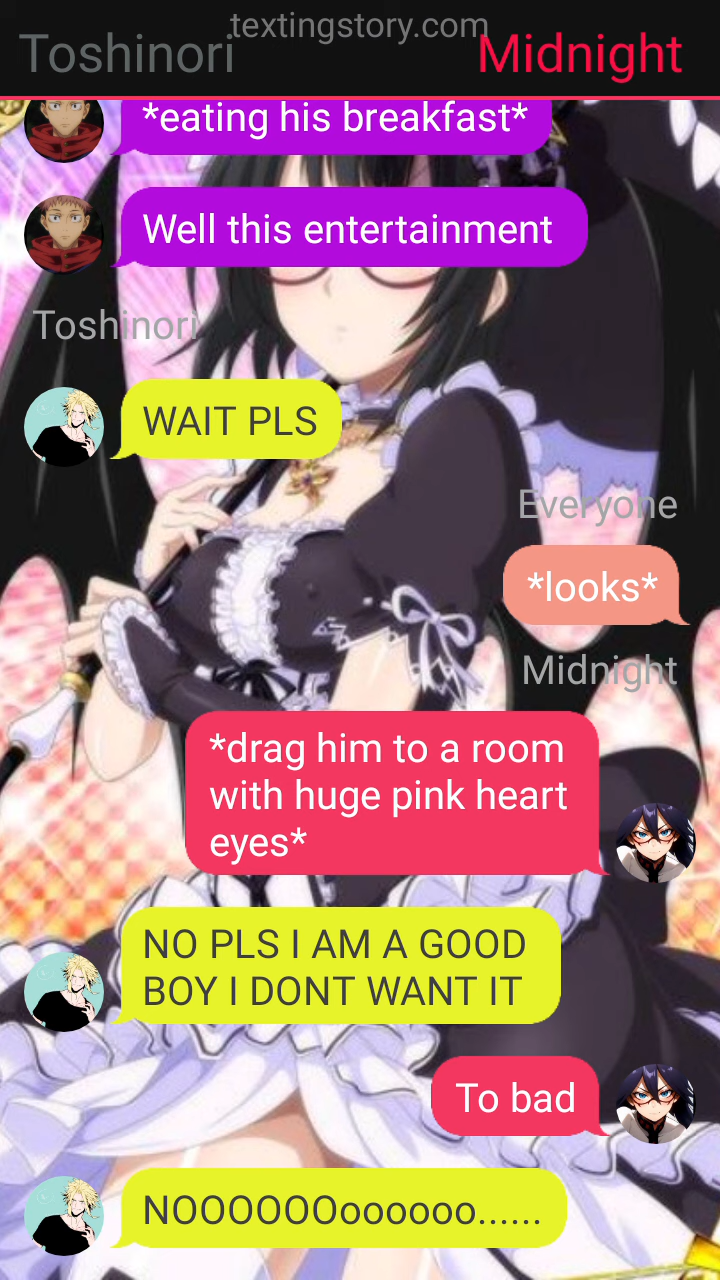 textingstory.com
Toshinori
Midnight
*eating his breakfast*
Well this entertainment
Toshinori
WAIT PLS
Everyone
*looks*
Midnight
*drag him to a room
with huge pink heart
eyes*
NO PLS I AM A GOOD
BOY I DONT WANT IT
To bad
NOOOOOOoooooo......